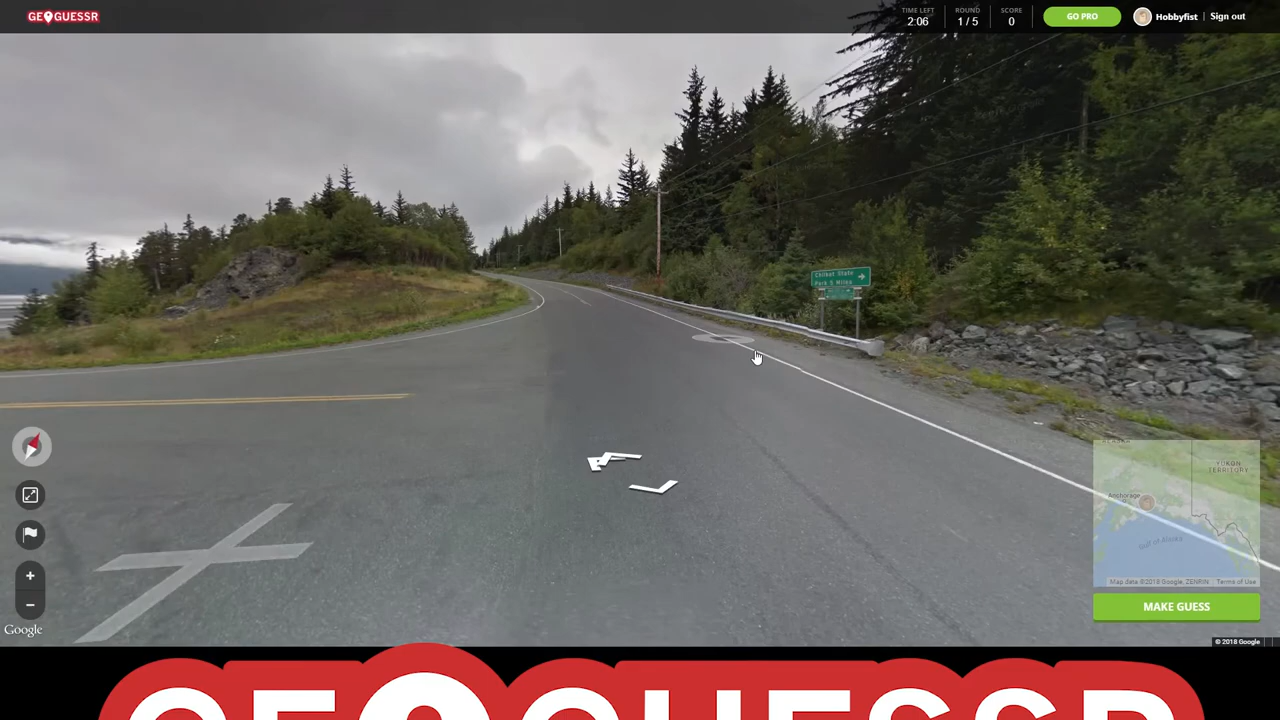 GEOGUESSR
TIME LEFT
2:06
ROUND
1 / 5
SCORE
0
GO PRO
Hobbyfist
Sign out
Chilkat State
Park 5 Miles
YUKON
TERRITORY
Anchorage
Gulf of Alaska
Map data ©2018 Google, ZENRIN
Terms of Use
MAKE GUESS
Google
© 2018 Google
GEOGUESSR